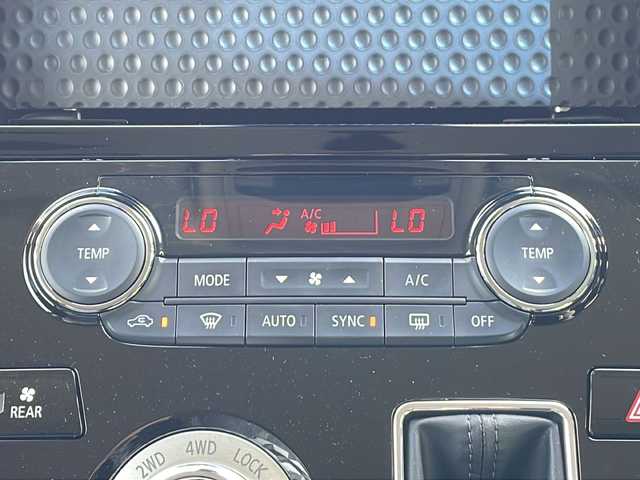 LO A/C LO
TEMP
TEMP
MODE
A/C
AUTO
SYNC
OFF
REAR
2WD 4WD LOCK